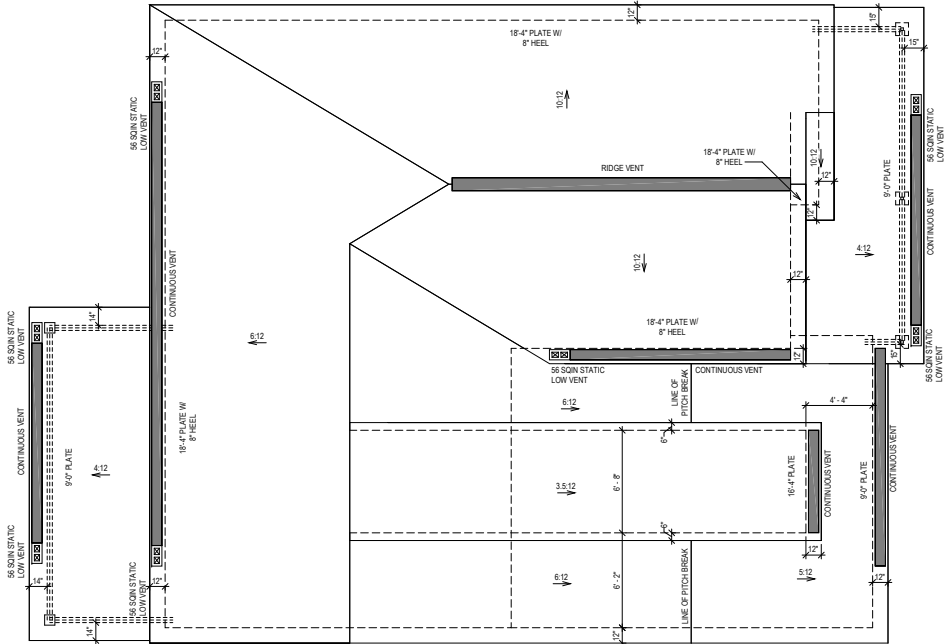 12"
18'-4" PLATE W/
8" HEEL
15"
15"
12"
56 SQIN STATIC
LOW VENT
10:12
56 SQIN STATIC
LOW VENT
18'-4" PLATE W/
8" HEEL
10:12
RIDGE VENT
12"
9'-0" PLATE
12"
CONTINUOUS VENT
4:12
CONTINUOUS VENT
10:12
12"
14"
56 SQIN STATIC
LOW VENT
6:12
18'-4" PLATE W/
8" HEEL
12"
15"
56 SQIN STATIC
LOW VENT
56 SQIN STATIC
LOW VENT
CONTINUOUS VENT
6:12
LINE OF
PITCH BREAK
4' - 4"
18'-4" PLATE W/
8" HEEL
CONTINUOUS VENT
9'-0" PLATE
4:12
6"
6' - 8"
3.5:12
16'-4" PLATE
CONTINUOUS VENT
9'-0" PLATE
CONTINUOUS VENT
6"
56 SQIN STATIC
LOW VENT
12"
14"
12"
56 SQIN STATIC
LOW VENT
6:12
6' - 2"
LINE OF PITCH BREAK
5:12
12"
14"
12"